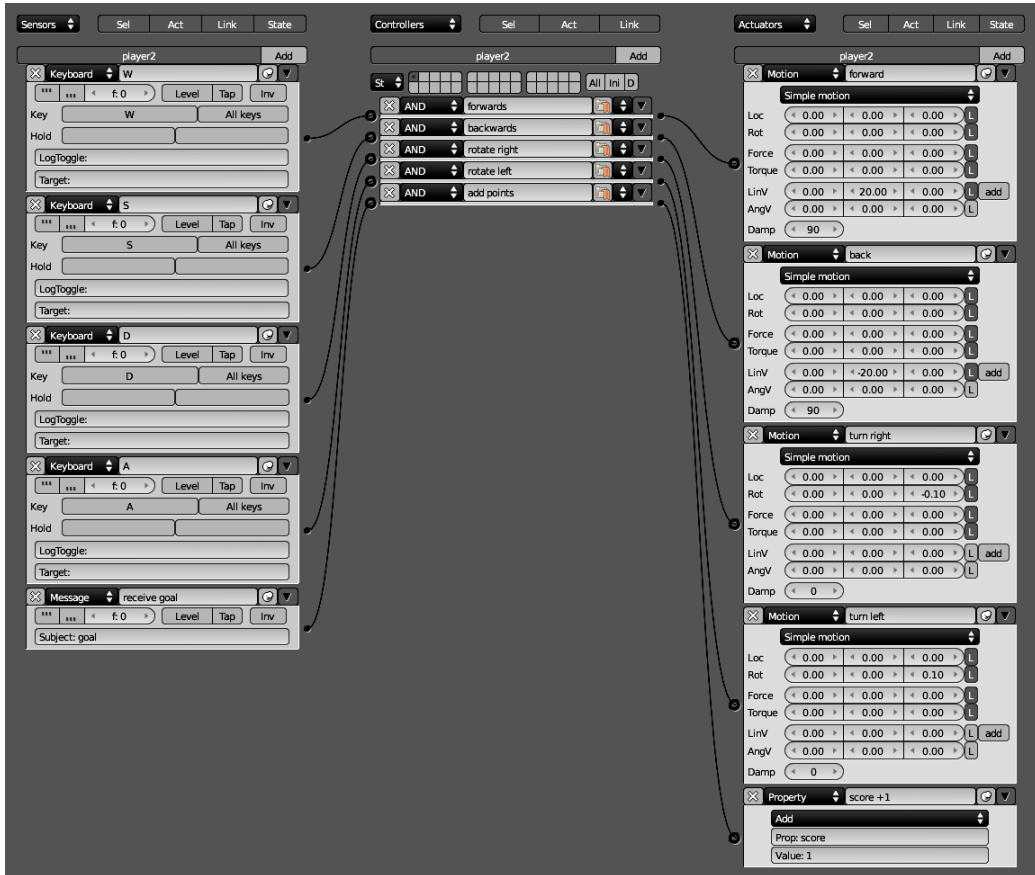 Sensors Sel Act Link State
player2 Add
Keyboard W
f: 0 Level Tap Inv
Key W All keys
Hold
LogToggle:
Target:
Keyboard S
f: 0 Level Tap Inv
Key S All keys
Hold
LogToggle:
Target:
Keyboard D
f: 0 Level Tap Inv
Key D All keys
Hold
LogToggle:
Target:
Keyboard A
f: 0 Level Tap Inv
Key A All keys
Hold
LogToggle:
Target:
Message receive goal
f: 0 Level Tap Inv
Subject: goal
Controllers Sel Act Link
player2 Add
St All Ini D
AND forwards
AND backwards
AND rotate right
AND rotate left
AND add points
Actuators Sel Act Link State
player2 Add
Motion forward
Simple motion
Loc 0.00 0.00 0.00 L
Rot 0.00 0.00 0.00 L
Force 0.00 0.00 0.00 L
Torque 0.00 0.00 0.00 L
LinV 0.00 20.00 0.00 L add
AngV 0.00 0.00 0.00 L
Damp 90
Motion back
Simple motion
Loc 0.00 0.00 0.00 L
Rot 0.00 0.00 0.00 L
Force 0.00 0.00 0.00 L
Torque 0.00 0.00 0.00 L
LinV 0.00 -20.00 0.00 L add
AngV 0.00 0.00 0.00 L
Damp 90
Motion turn right
Simple motion
Loc 0.00 0.00 0.00 L
Rot 0.00 0.00 -0.10 L
Force 0.00 0.00 0.00 L
Torque 0.00 0.00 0.00 L
LinV 0.00 0.00 0.00 L add
AngV 0.00 0.00 0.00 L
Damp 0
Motion turn left
Simple motion
Loc 0.00 0.00 0.00 L
Rot 0.00 0.00 0.10 L
Force 0.00 0.00 0.00 L
Torque 0.00 0.00 0.00 L
LinV 0.00 0.00 0.00 L add
AngV 0.00 0.00 0.00 L
Damp 0
Property score +1
Add
Prop: score
Value: 1